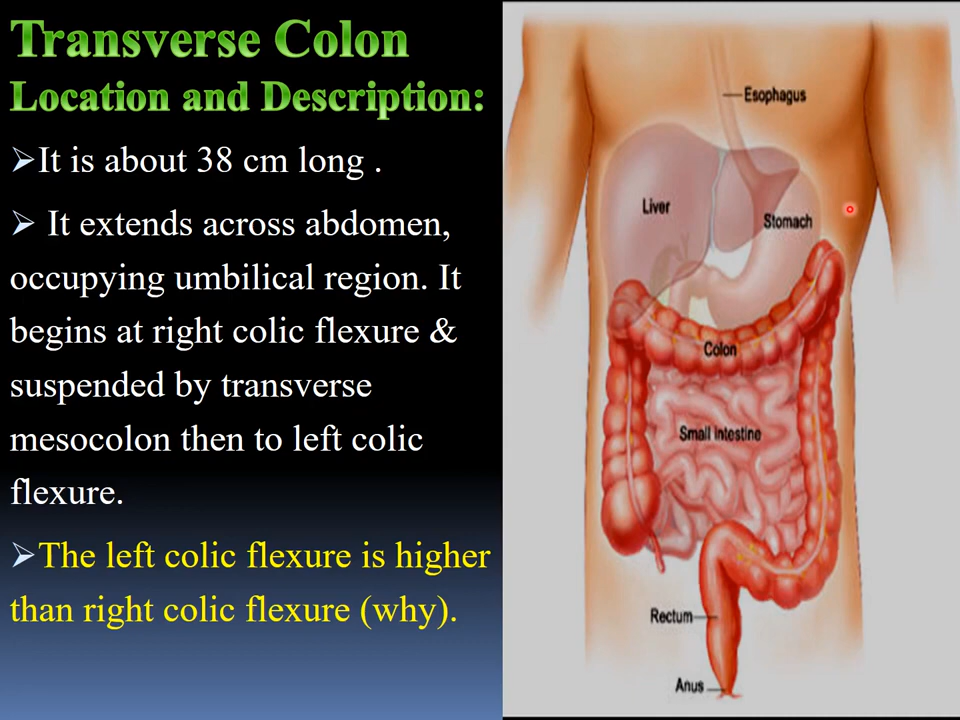 Transverse Colon
Location and Description:
➢It is about 38 cm long .
➢ It extends across abdomen,
occupying umbilical region. It
begins at right colic flexure &
suspended by transverse
mesocolon then to left colic
flexure.
➢The left colic flexure is higher
than right colic flexure (why).
Esophagus
Liver
Stomach
Colon
Small Intestine
Rectum
Anus